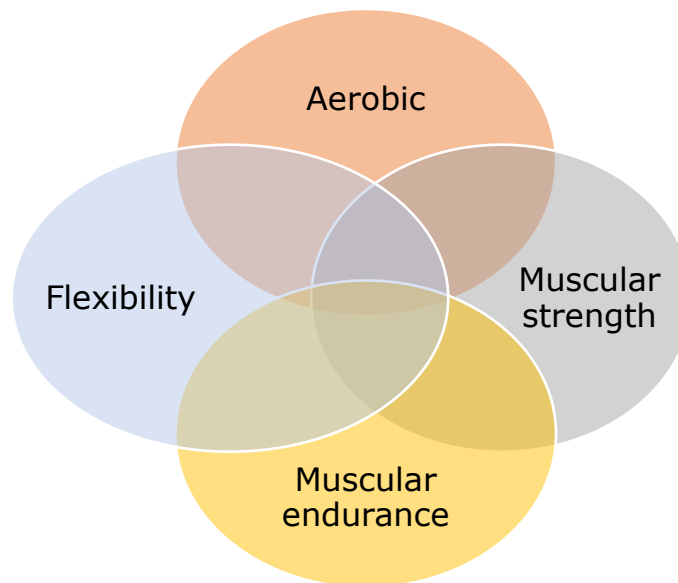 Aerobic
Flexibility
Muscular
strength
Muscular
endurance